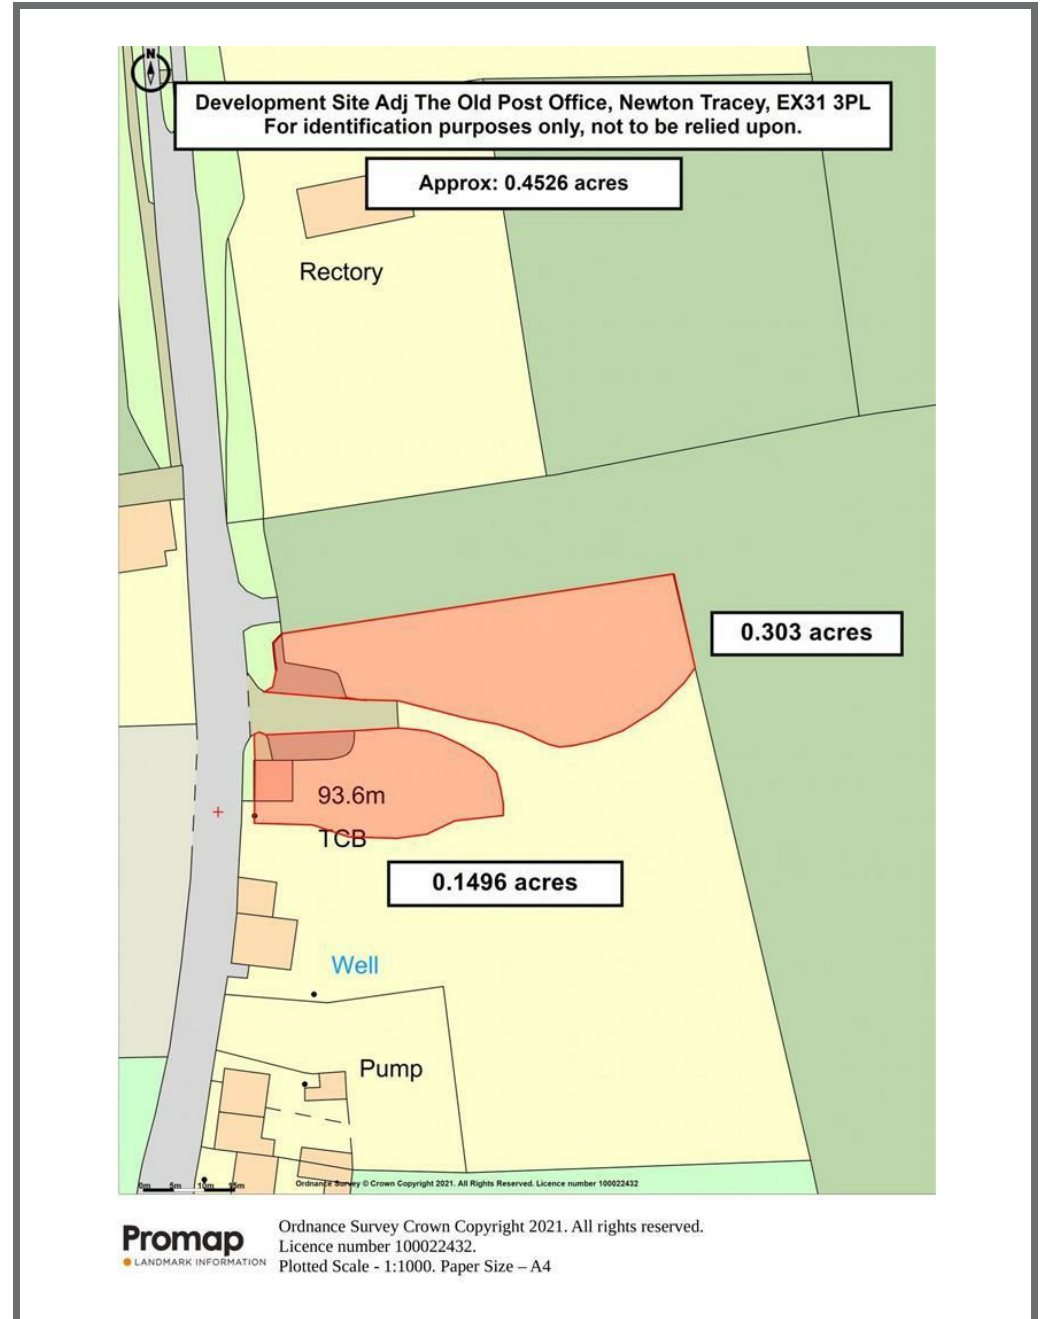 N
Development Site Adj The Old Post Office, Newton Tracey, EX31 3PL
For identification purposes only, not to be relied upon.
Approx: 0.4526 acres
Rectory
0.303 acres
93.6m
TCB
0.1496 acres
Well
Pump
0m 5m 10m 15m
Ordnance Survey © Crown Copyright 2021. All Rights Reserved. Licence number 100022432
Promap
LANDMARK INFORMATION
Ordnance Survey Crown Copyright 2021. All rights reserved.
Licence number 100022432.
Plotted Scale - 1:1000. Paper Size – A4